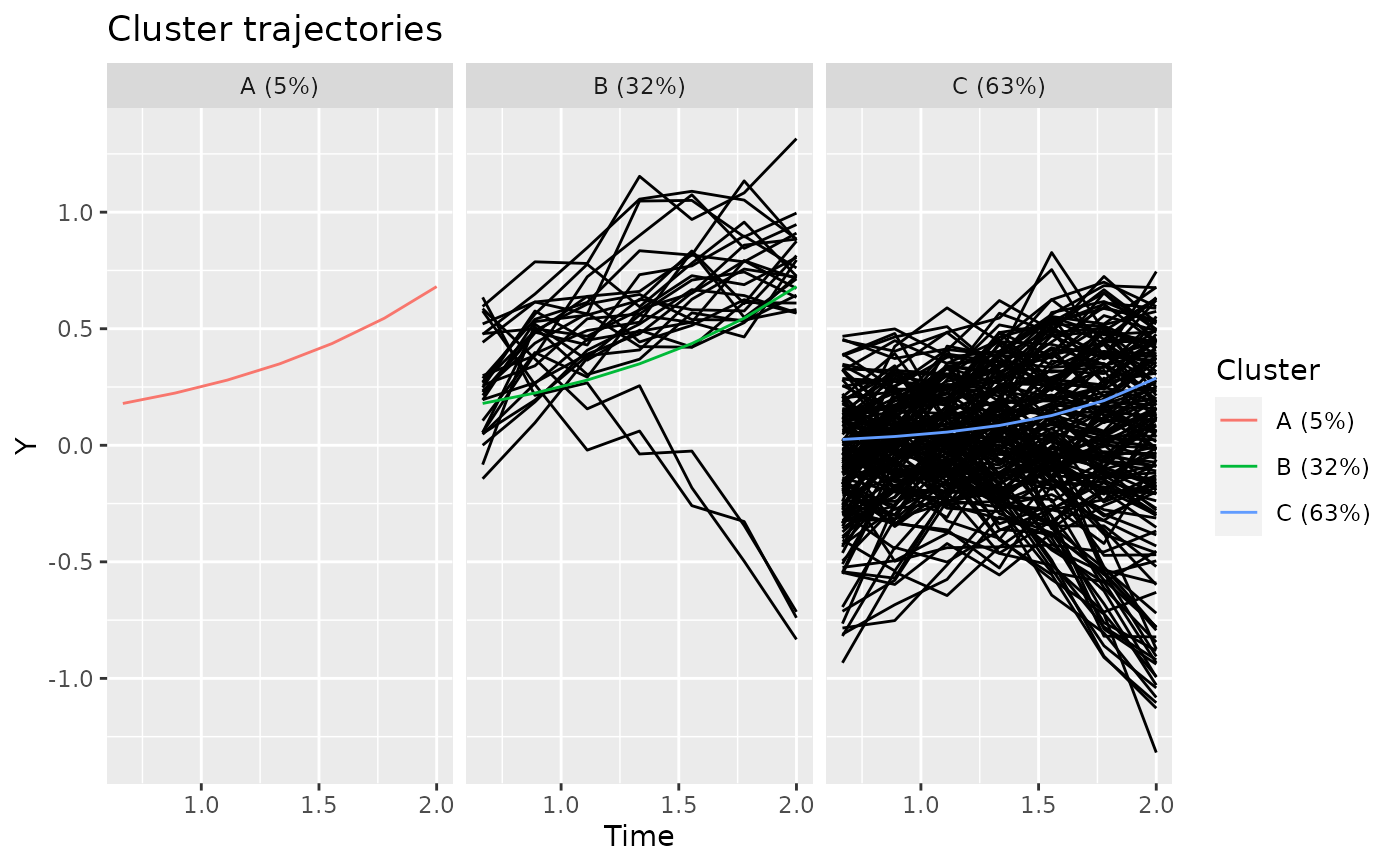 Cluster trajectories
A (5%) B (32%) C (63%)
1.0
0.5
0.0
-0.5
-1.0
Y
1.0 1.5 2.0 1.0 1.5 2.0 1.0 1.5 2.0
Time
Cluster
A (5%)
B (32%)
C (63%)